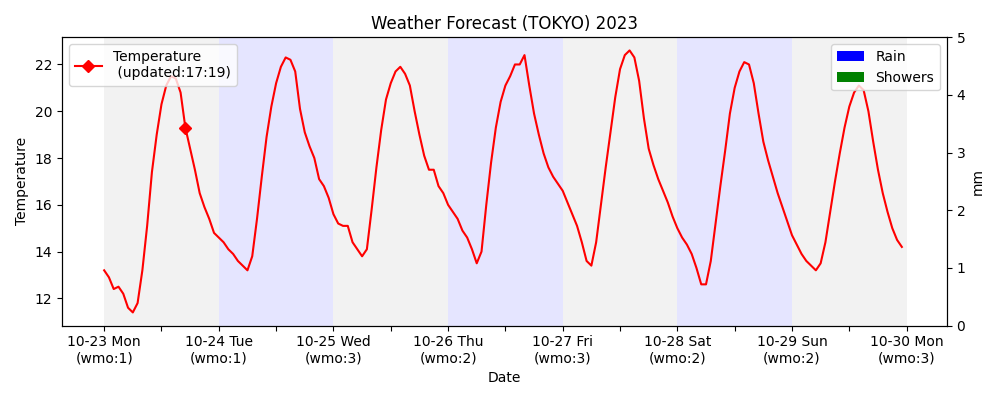 Weather Forecast (TOKYO) 2023
Temperature
(updated:17:19)
Rain
Showers
22
20
18
16
14
12
Temperature
5
4
3
2
1
0
mm
10-23 Mon 10-24 Tue 10-25 Wed 10-26 Thu 10-27 Fri 10-28 Sat 10-29 Sun 10-30 Mon
(wmo:1) (wmo:1) (wmo:3) (wmo:2) (wmo:3) (wmo:2) (wmo:2) (wmo:3)
Date